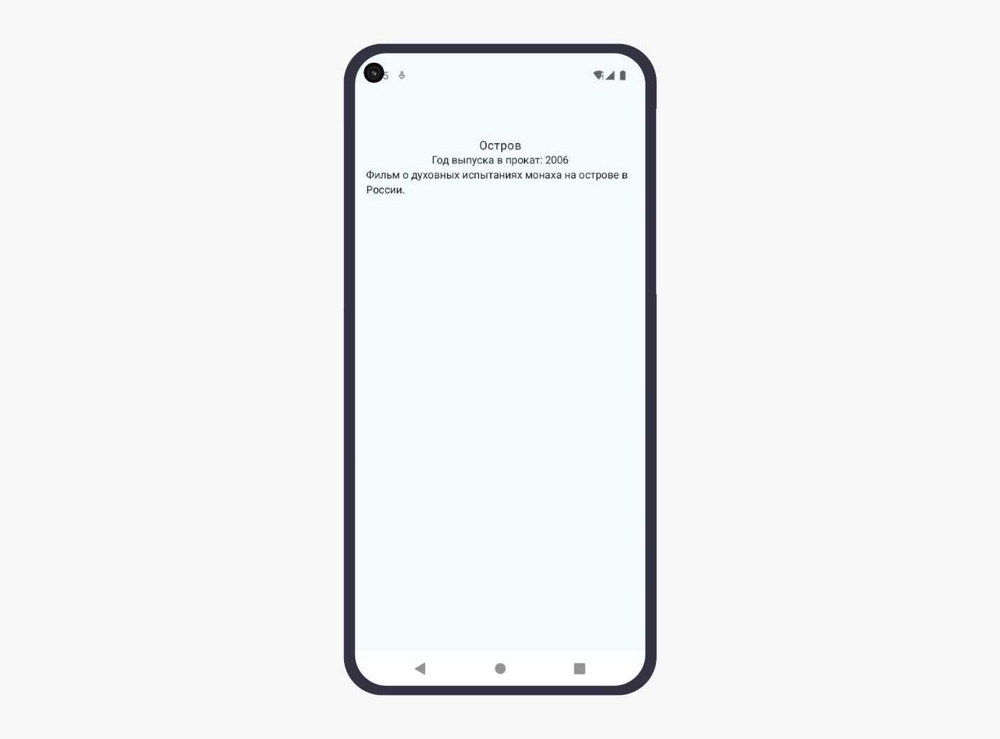 Остров
Год выпуска в прокат: 2006
Фильм о духовных испытаниях монаха на острове в
России.